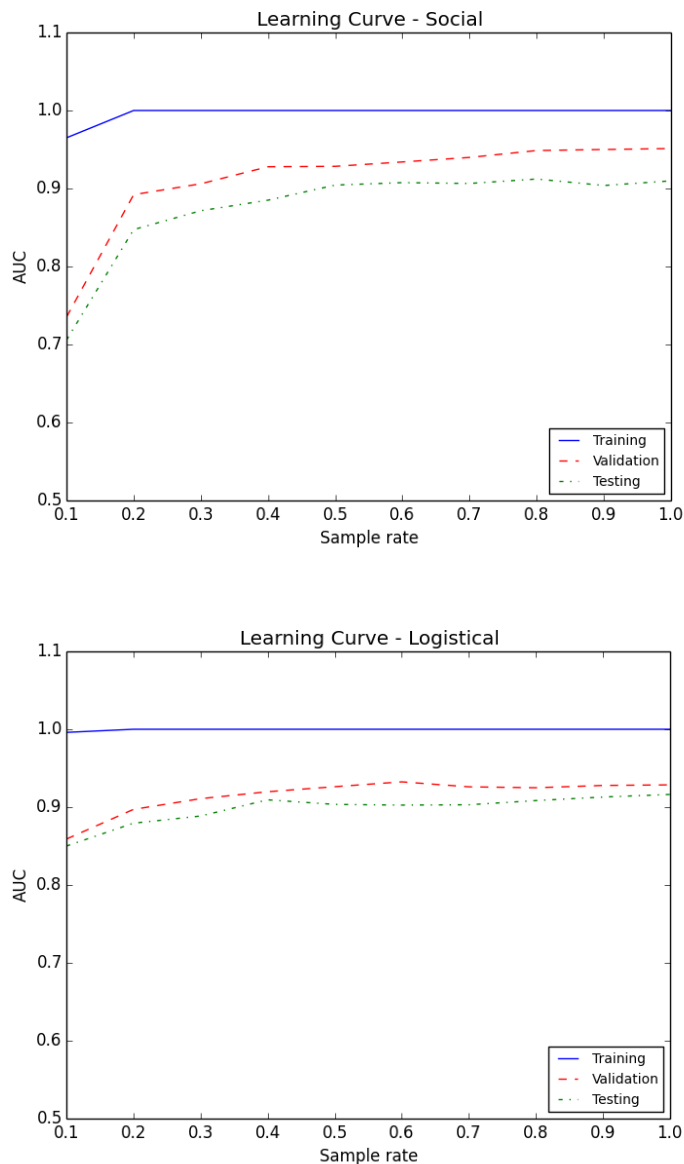 Learning Curve - Social
1.1
1.0
0.9
0.8
0.7
0.6
0.5
AUC
0.1 0.2 0.3 0.4 0.5 0.6 0.7 0.8 0.9 1.0
Sample rate
Training
Validation
Testing
Learning Curve - Logistical
1.1
1.0
0.9
0.8
0.7
0.6
0.5
AUC
0.1 0.2 0.3 0.4 0.5 0.6 0.7 0.8 0.9 1.0
Sample rate
Training
Validation
Testing